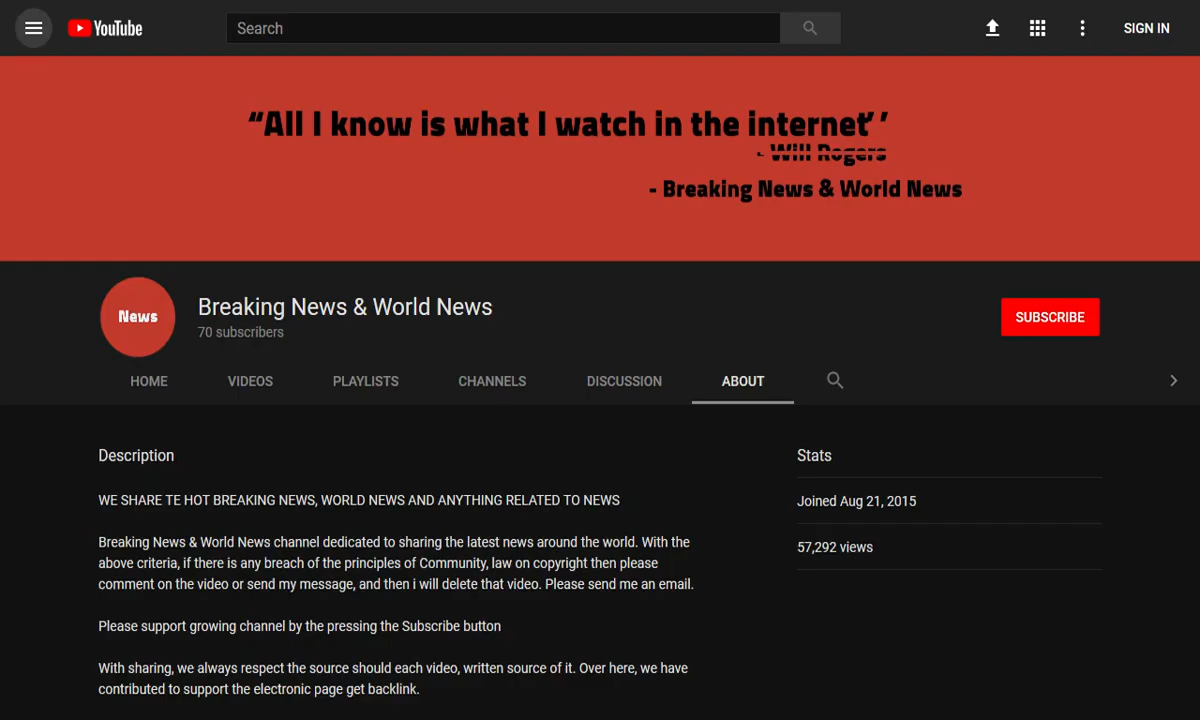 YouTube
Search
SIGN IN
“All I know is what I watch in the internet’’
- Will Rogers
- Breaking News & World News
News
Breaking News & World News
70 subscribers
SUBSCRIBE
HOME VIDEOS PLAYLISTS CHANNELS DISCUSSION ABOUT
Description
WE SHARE TE HOT BREAKING NEWS, WORLD NEWS AND ANYTHING RELATED TO NEWS
Breaking News & World News channel dedicated to sharing the latest news around the world. With the
above criteria, if there is any breach of the principles of Community, law on copyright then please
comment on the video or send my message, and then i will delete that video. Please send me an email.
Please support growing channel by the pressing the Subscribe button
With sharing, we always respect the source should each video, written source of it. Over here, we have
contributed to support the electronic page get backlink.
Stats
Joined Aug 21, 2015
57,292 views